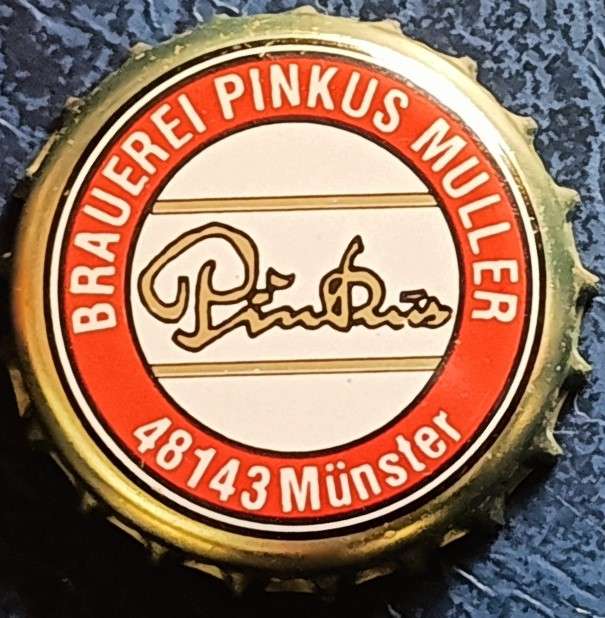 BRAUEREI PINKUS MULLER
Pinkus
48143 Münster